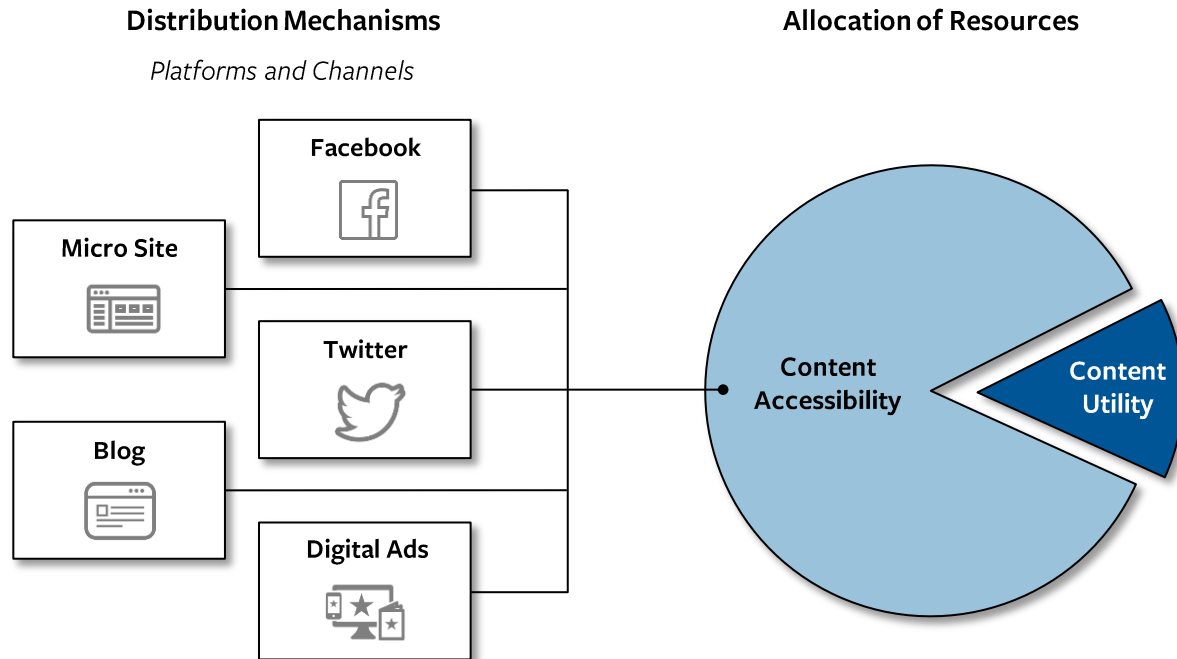 Distribution Mechanisms
Platforms and Channels
Facebook
Micro Site
Twitter
Blog
Digital Ads
Allocation of Resources
Content
Accessibility
Content
Utility